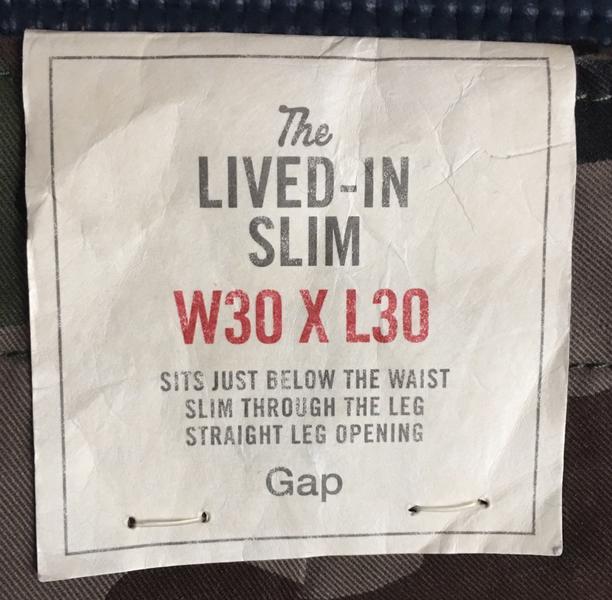 The
LIVED-IN
SLIM
W30 X L30
SITS JUST BELOW THE WAIST
SLIM THROUGH THE LEG
STRAIGHT LEG OPENING
Gap